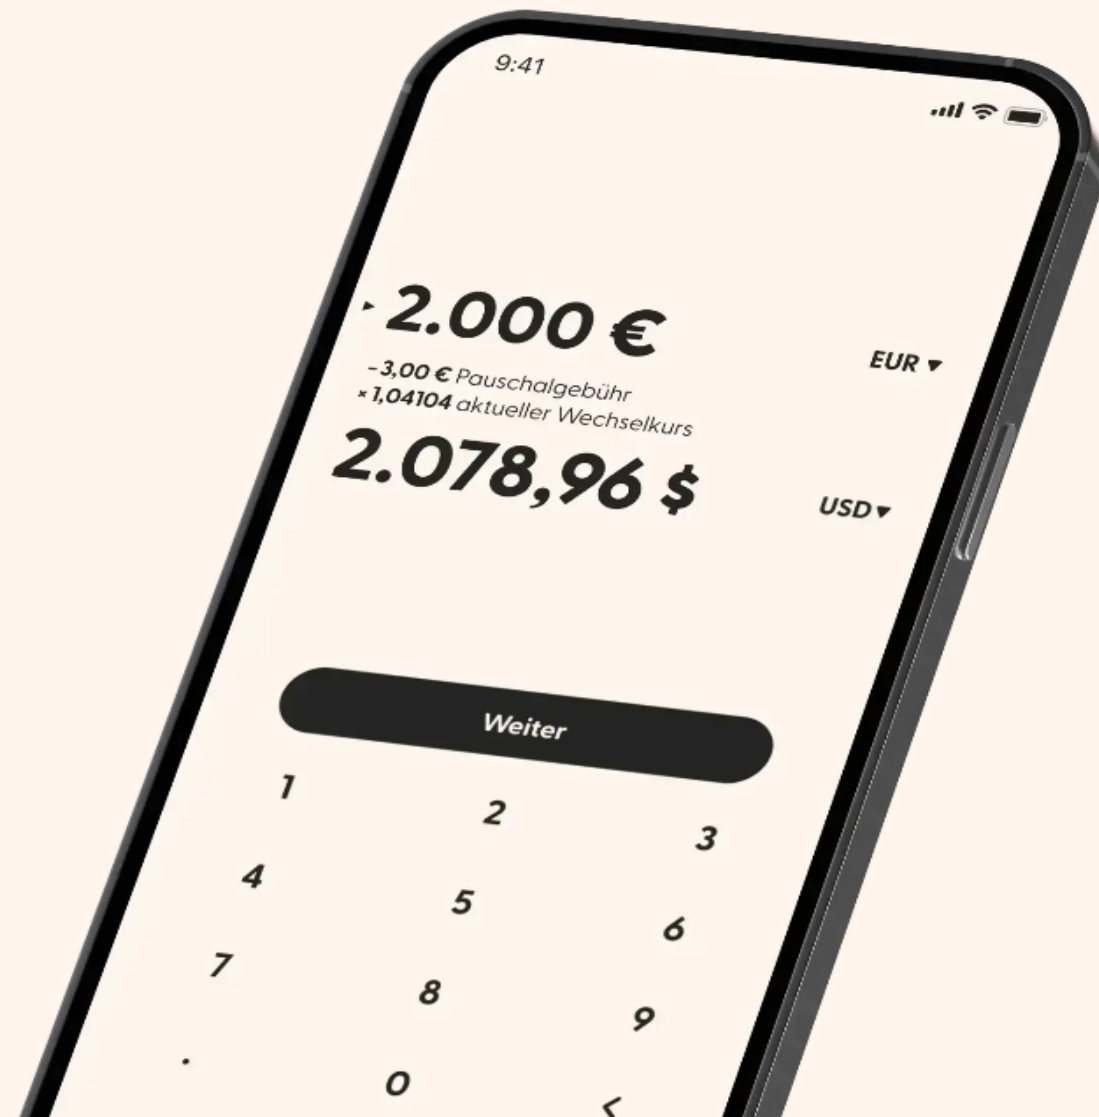 9:41
▸ 2.000 €
EUR ▼
-3,00 € Pauschalgebühr
× 1,04104 aktueller Wechselkurs
2.078,96 $
USD ▼
Weiter
1 2 3
4 5 6
7 8 9
. 0 <